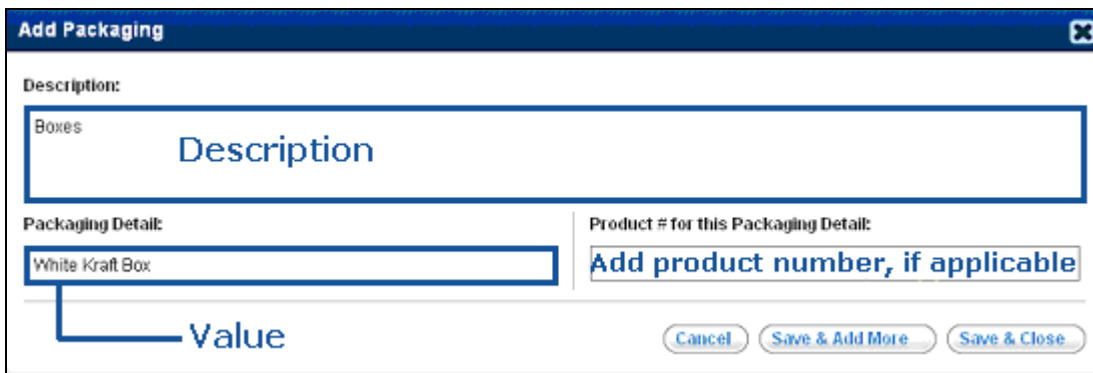 Add Packaging
Description:
Boxes
Description
Packaging Detail:
Product # for this Packaging Detail:
White Kraft Box
Add product number, if applicable
Value
Cancel
Save & Add More
Save & Close